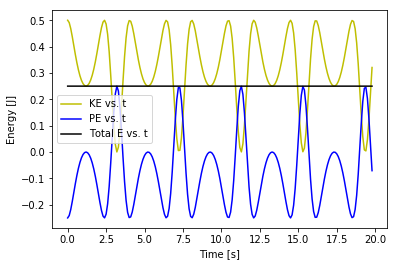 0.5
0.4
0.3
0.2
0.1
0.0
−0.1
−0.2
Energy [J]
KE vs. t
PE vs. t
Total E vs. t
0.0 2.5 5.0 7.5 10.0 12.5 15.0 17.5 20.0
Time [s]